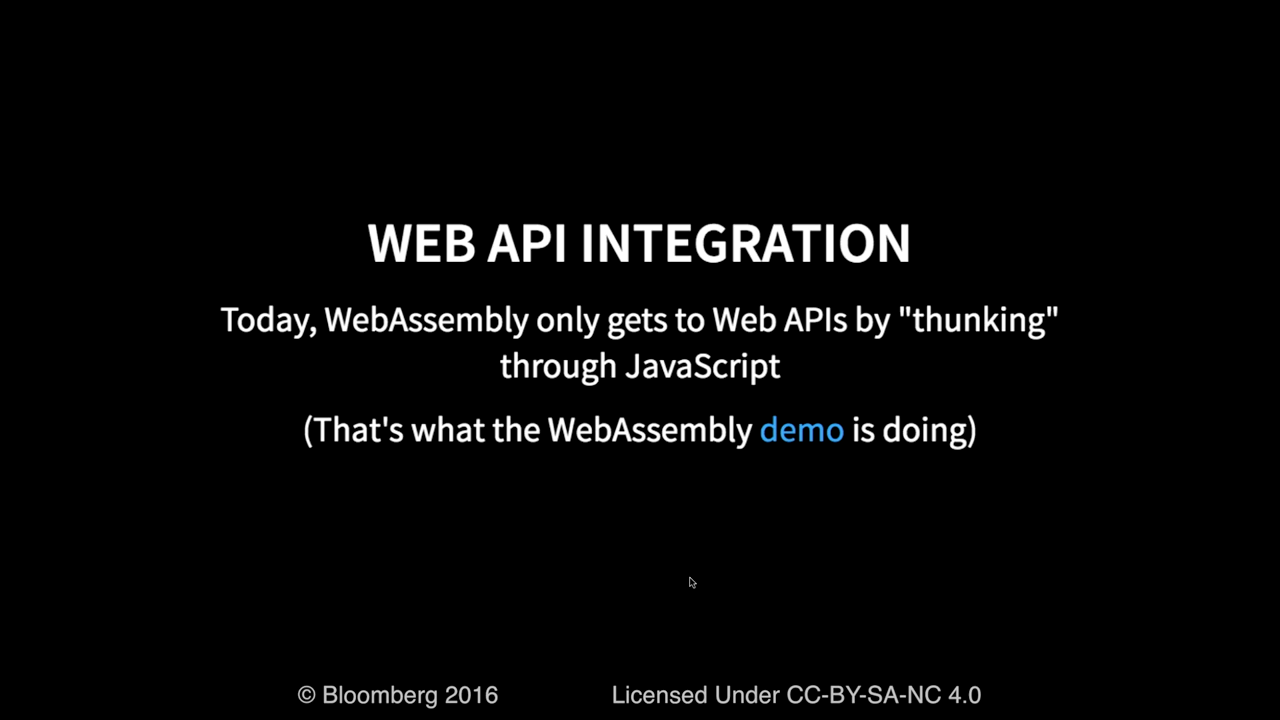 WEB API INTEGRATION
Today, WebAssembly only gets to Web APIs by "thunking"
through JavaScript
(That's what the WebAssembly demo is doing)
© Bloomberg 2016
Licensed Under CC-BY-SA-NC 4.0